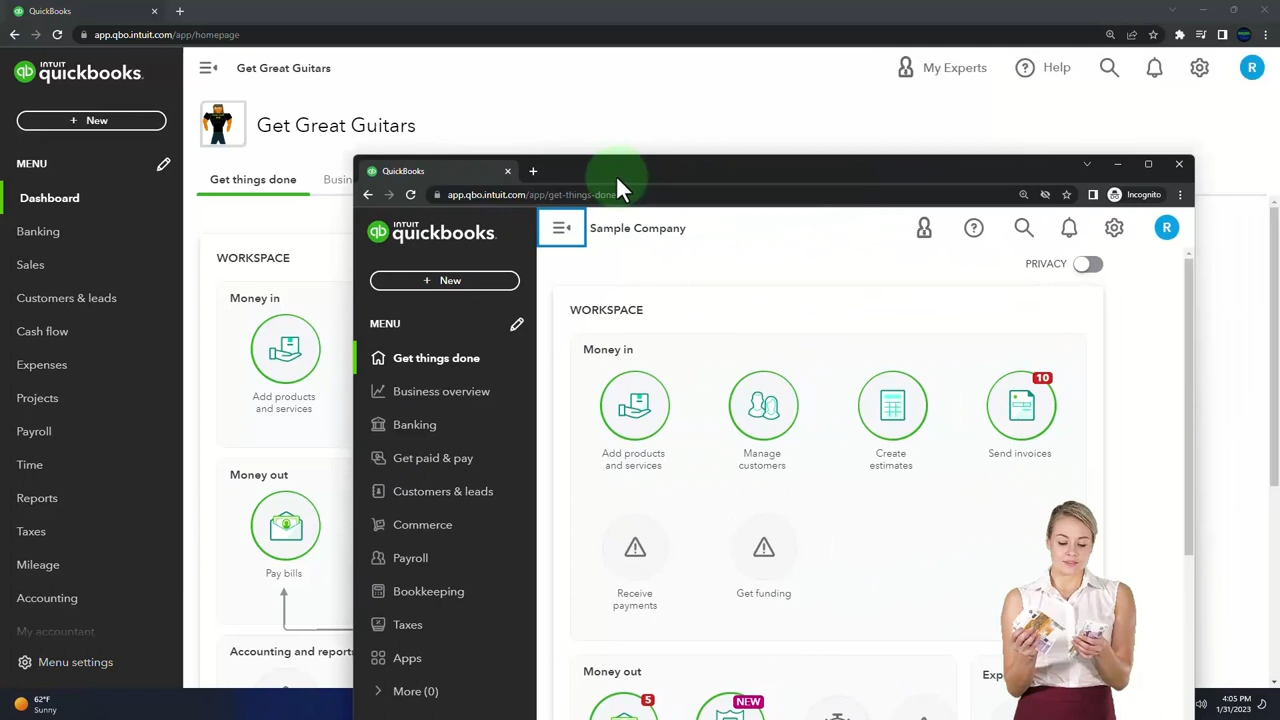 QuickBooks
app.qbo.intuit.com/app/homepage
INTUIT
quickbooks.
Get Great Guitars
My Experts
Help
R
+ New
Get Great Guitars
MENU
Get things done
Busin
Dashboard
Banking
Sales
Customers & leads
Cash flow
Expenses
Projects
Payroll
Time
Reports
Taxes
Mileage
Accounting
My accountant
Menu settings
WORKSPACE
Money in
Add products
and services
Money out
Pay bills
Accounting and report
QuickBooks
app.qbo.intuit.com/app/get-things-done
Incognito
INTUIT
quickbooks.
Sample Company
R
+ New
PRIVACY
MENU
Get things done
Business overview
Banking
Get paid & pay
Customers & leads
Commerce
Payroll
Bookkeeping
Taxes
Apps
More (0)
WORKSPACE
Money in
10
Add products
and services
Manage
customers
Create
estimates
Send invoices
Receive
payments
Get funding
Money out
Exp
5
NEW
62°F
Sunny
4:05 PM
1/31/2023